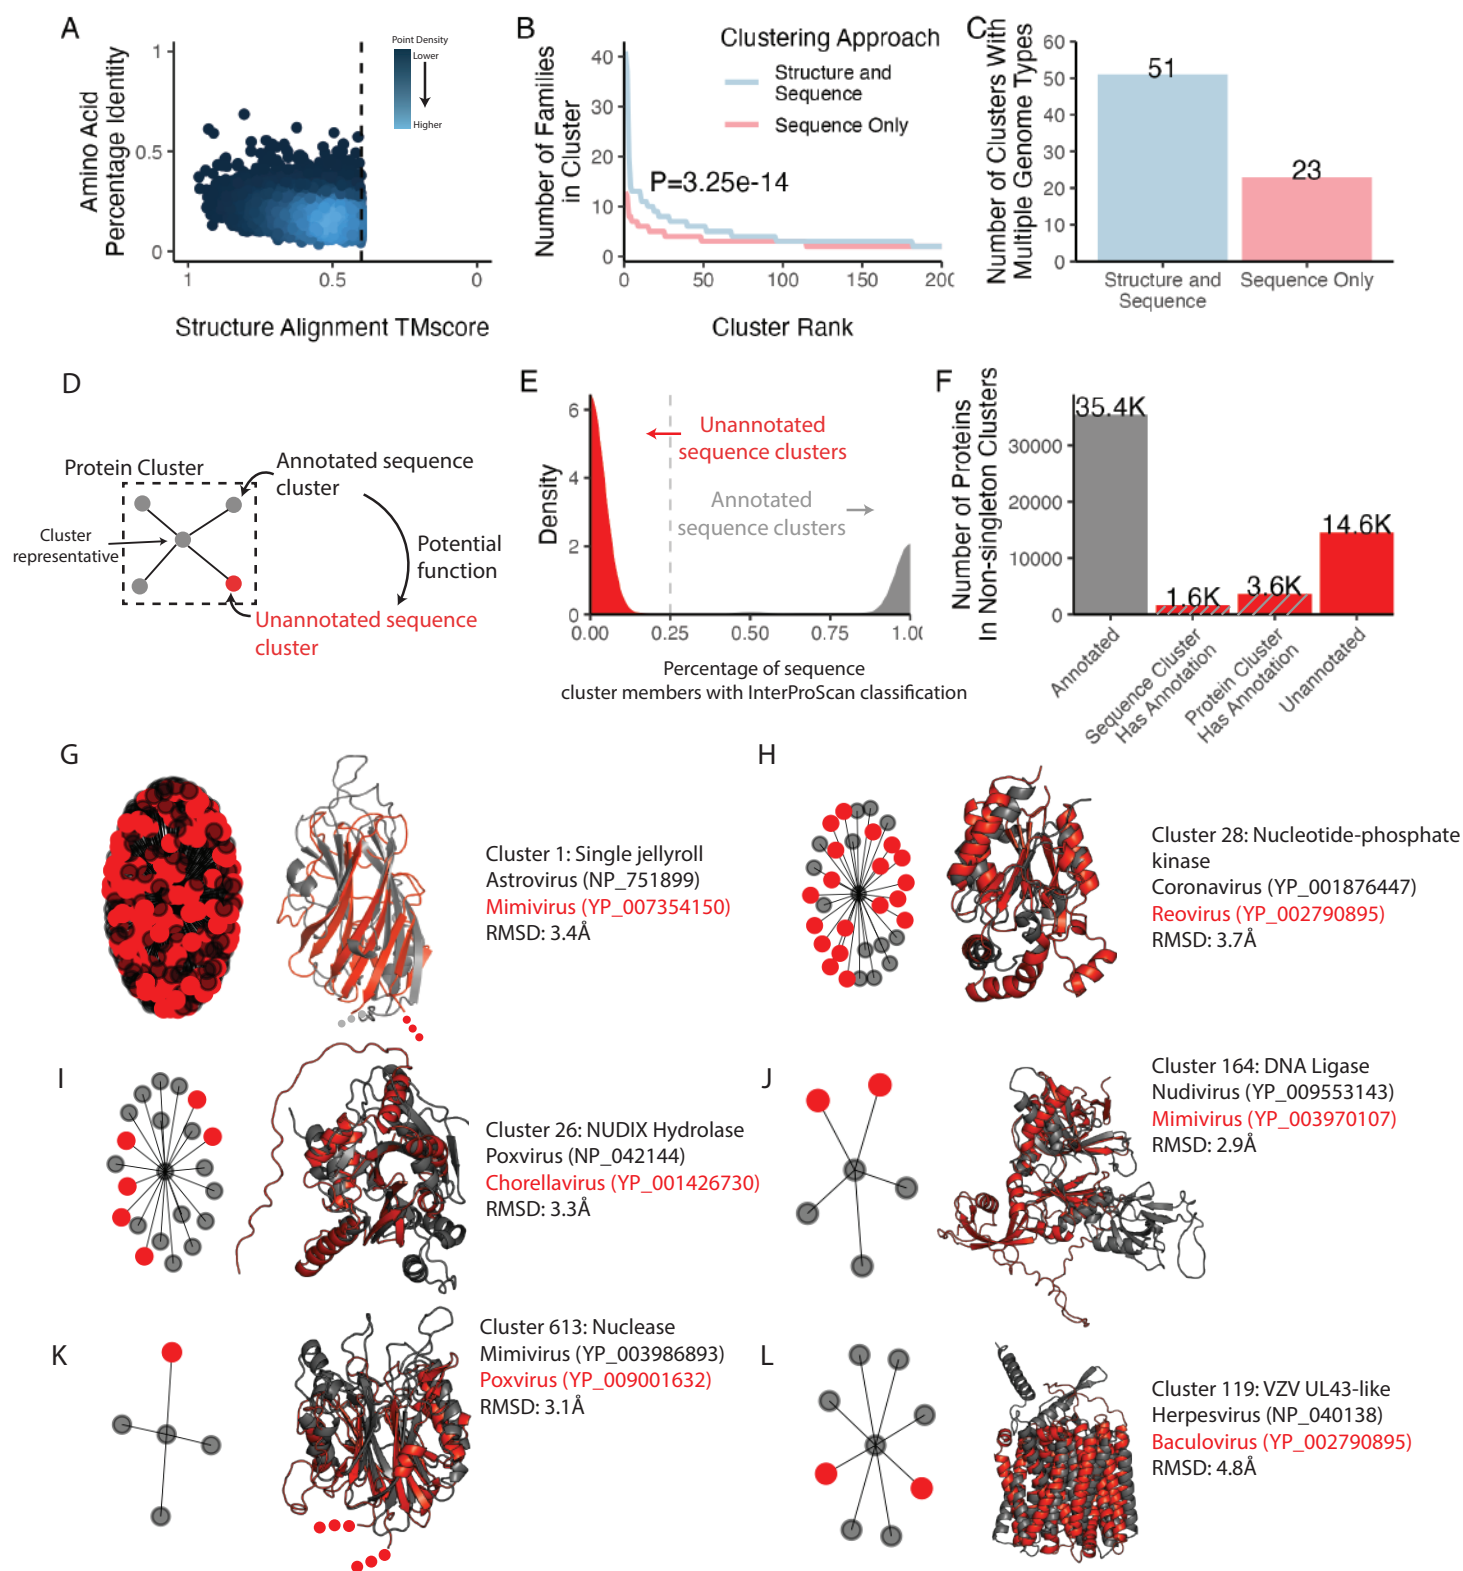 A
Amino Acid
Percentage Identity
1
0.5
0
1
0.5
0
Structure Alignment TMscore
Point Density
Lower
Higher
B
Number of Families
in Cluster
40
30
20
10
0
0
50
100
150
200
Cluster Rank
Clustering Approach
Structure and
Sequence
Sequence Only
P=3.25e-14
C
Number of Clusters With
Multiple Genome Types
60
50
40
30
20
10
0
51
23
Structure and
Sequence
Sequence Only
D
Protein Cluster
Annotated sequence
cluster
Cluster
representative
Potential
function
Unannotated sequence
cluster
E
Density
6
4
2
0
0.00
0.25
0.50
0.75
1.00
Unannotated
sequence clusters
Annotated
sequence clusters
Percentage of sequence
cluster members with InterProScan classification
F
Number of Proteins
In Non-singleton Clusters
30000
20000
10000
0
35.4K
1.6K
3.6K
14.6K
Annotated
Sequence Cluster
Has Annotation
Protein Cluster
Has Annotation
Unannotated
G
Cluster 1: Single jellyroll
Astrovirus (NP_751899)
Mimivirus (YP_007354150)
RMSD: 3.4Å
H
Cluster 28: Nucleotide-phosphate
kinase
Coronavirus (YP_001876447)
Reovirus (YP_002790895)
RMSD: 3.7Å
I
Cluster 26: NUDIX Hydrolase
Poxvirus (NP_042144)
Chorellavirus (YP_001426730)
RMSD: 3.3Å
J
Cluster 164: DNA Ligase
Nudivirus (YP_009553143)
Mimivirus (YP_003970107)
RMSD: 2.9Å
K
Cluster 613: Nuclease
Mimivirus (YP_003986893)
Poxvirus (YP_009001632)
RMSD: 3.1Å
L
Cluster 119: VZV UL43-like
Herpesvirus (NP_040138)
Baculovirus (YP_002790895)
RMSD: 4.8Å